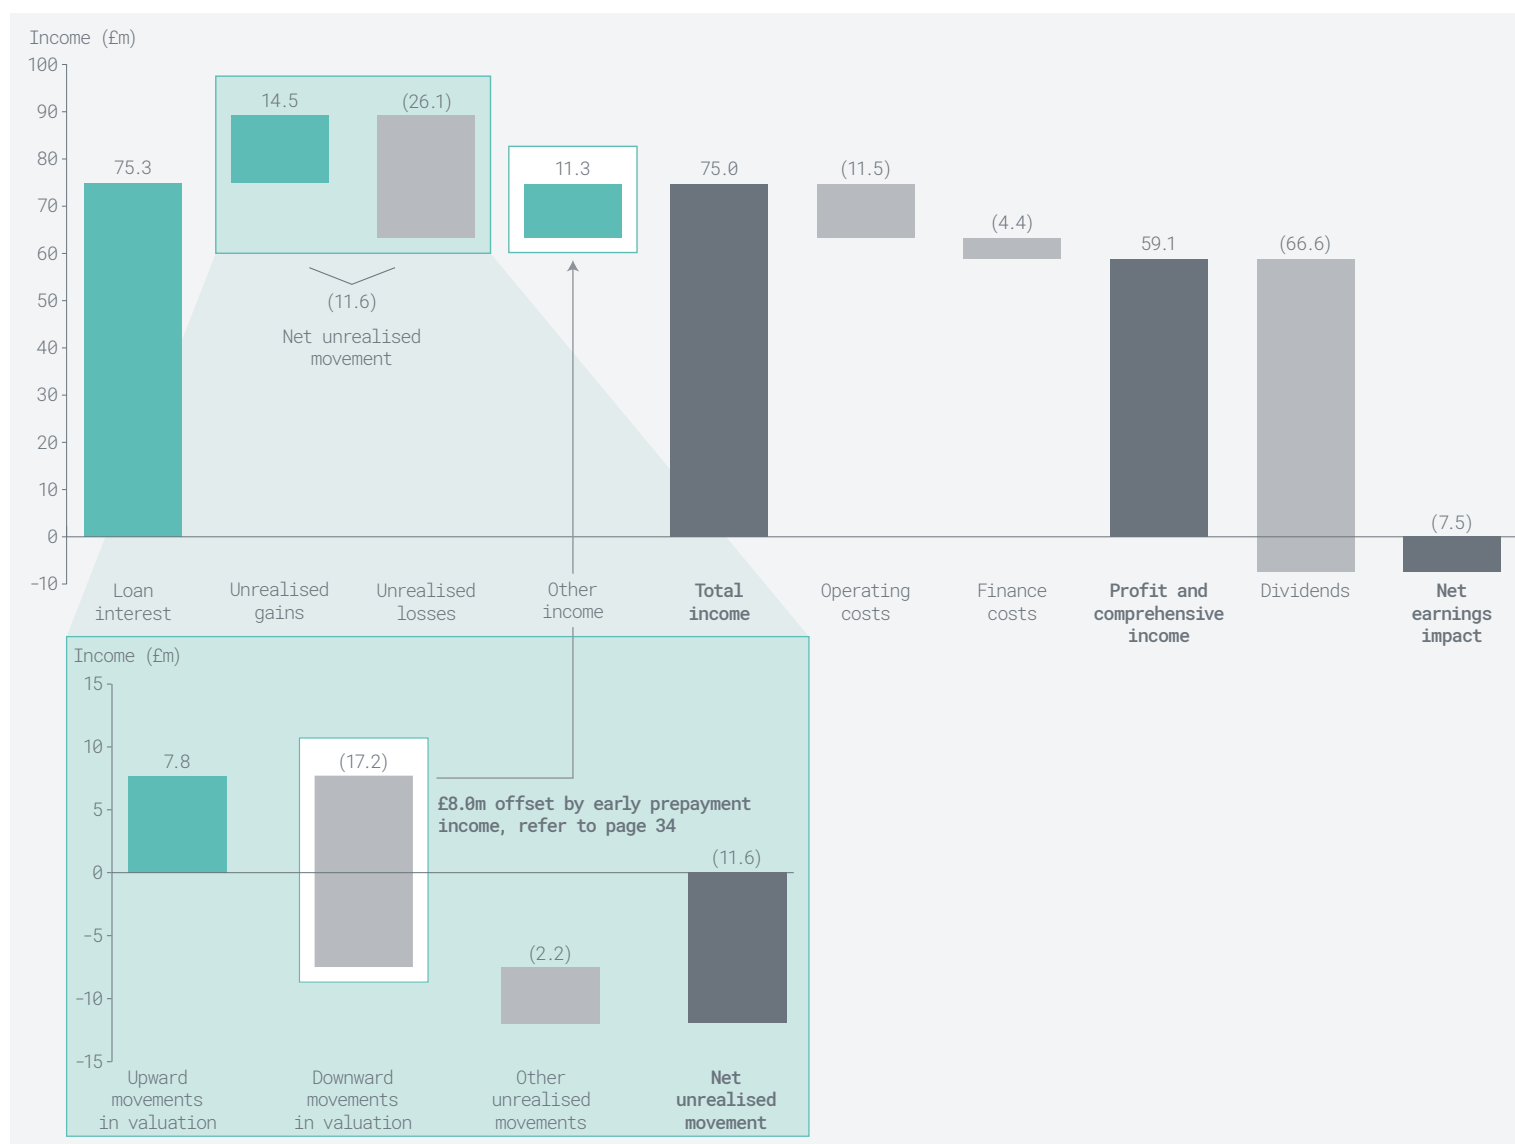 Income (£m)
100
90
80
70
60
50
40
30
20
10
0
-10
75.3
14.5
(26.1)
11.3
75.0
(11.5)
(4.4)
59.1
(66.6)
(7.5)
(11.6)
Net unrealised
movement
Loan
interest
Unrealised
gains
Unrealised
losses
Other
income
Total
income
Operating
costs
Finance
costs
Profit and
comprehensive
income
Dividends
Net
earnings
impact
Income (£m)
15
10
5
0
-5
-10
-15
7.8
(17.2)
(2.2)
(11.6)
£8.0m offset by early prepayment
income, refer to page 34
Upward
movements
in valuation
Downward
movements
in valuation
Other
unrealised
movements
Net
unrealised
movement